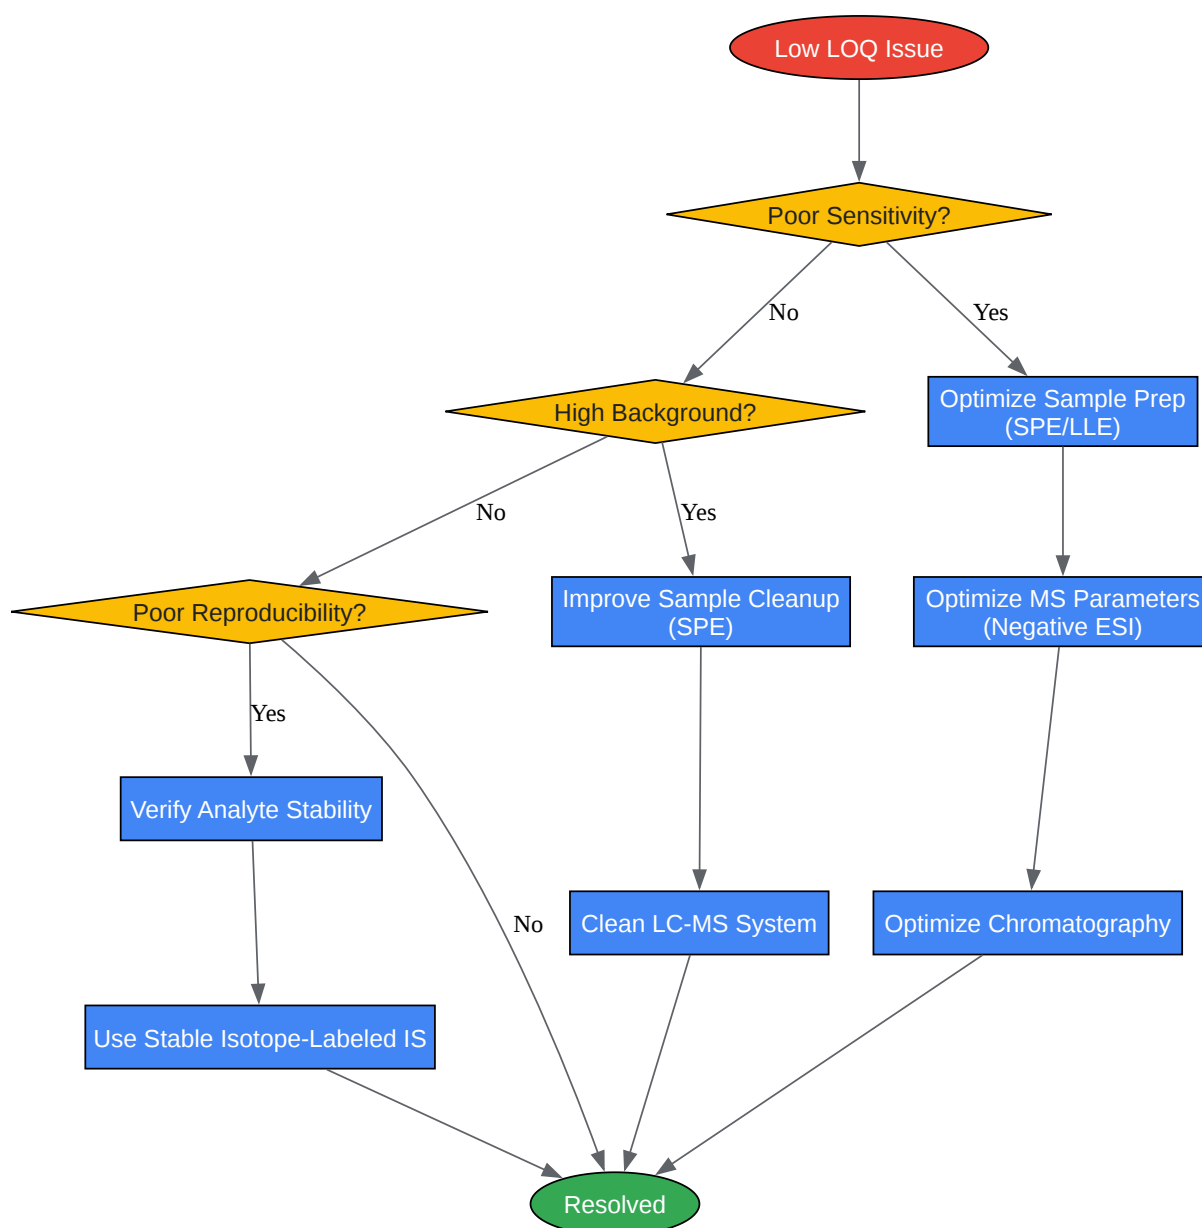 Low LOQ Issue
Poor Sensitivity?
No
Yes
High Background?
Optimize Sample Prep
(SPE/LLE)
No
Yes
Poor Reproducibility?
Improve Sample Cleanup
(SPE)
Optimize MS Parameters
(Negative ESI)
Yes
Verify Analyte Stability
No
Clean LC-MS System
Optimize Chromatography
Use Stable Isotope-Labeled IS
Resolved